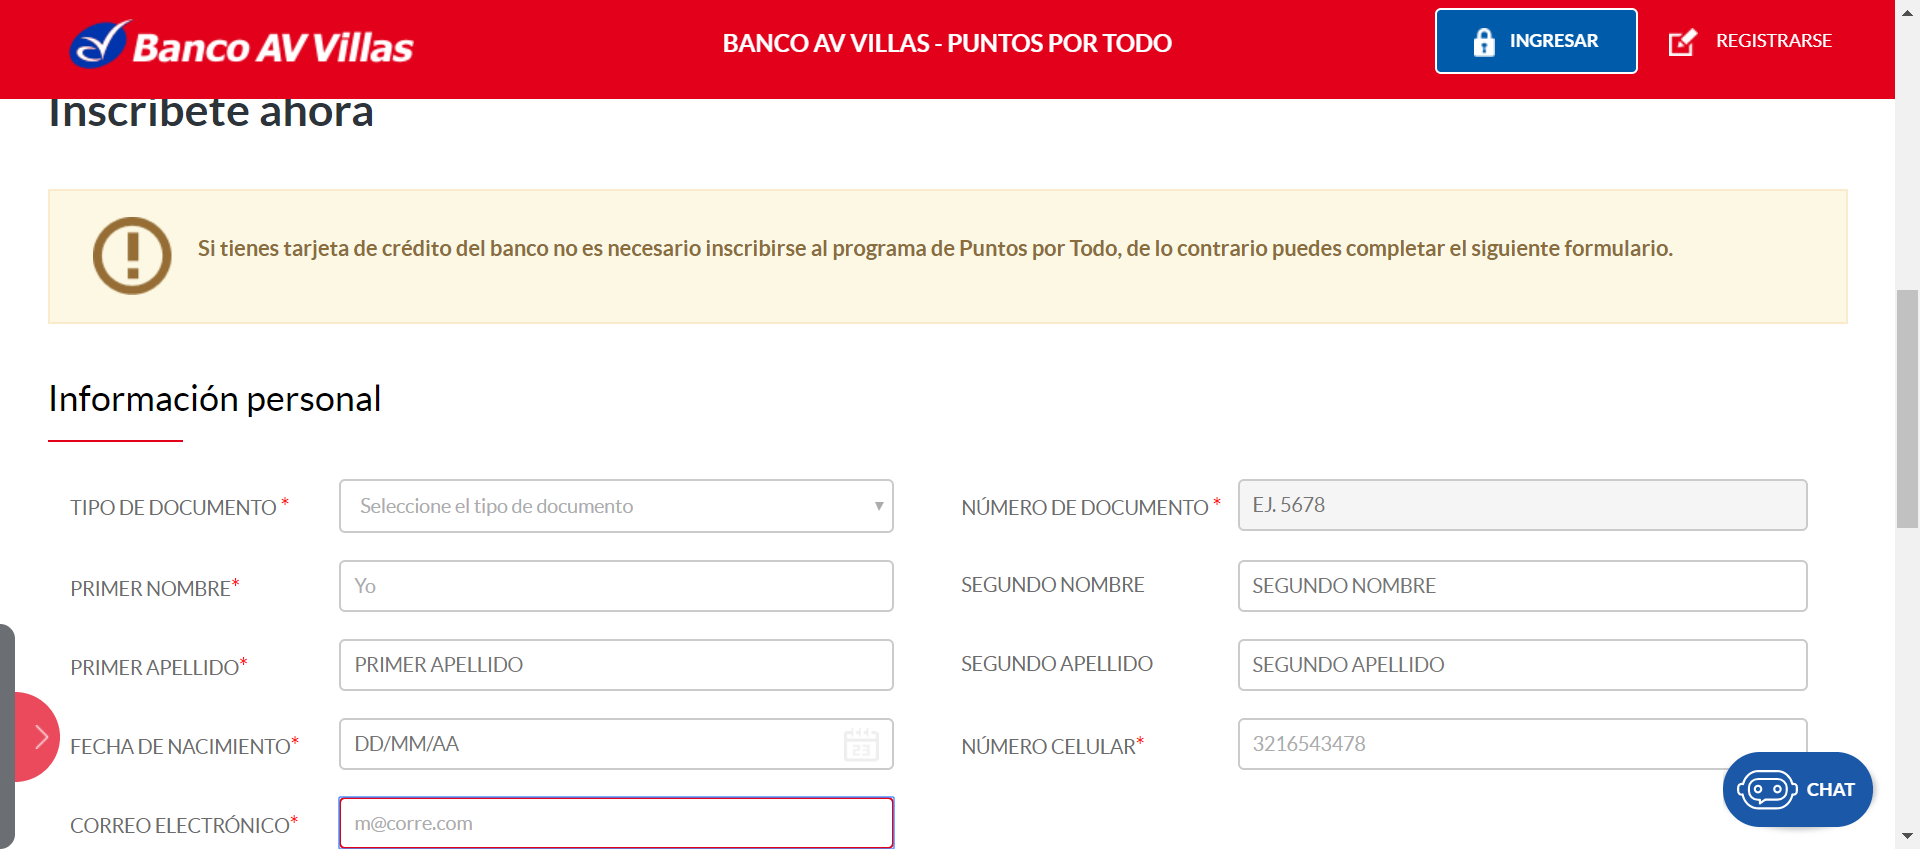 Banco AV Villas
BANCO AV VILLAS - PUNTOS POR TODO
INGRESAR
REGISTRARSE
Inscríbete ahora
Si tienes tarjeta de crédito del banco no es necesario inscribirse al programa de Puntos por Todo, de lo contrario puedes completar el siguiente formulario.
Información personal
TIPO DE DOCUMENTO *
Seleccione el tipo de documento
NÚMERO DE DOCUMENTO *
EJ. 5678
PRIMER NOMBRE*
Yo
SEGUNDO NOMBRE
SEGUNDO NOMBRE
PRIMER APELLIDO*
PRIMER APELLIDO
SEGUNDO APELLIDO
SEGUNDO APELLIDO
FECHA DE NACIMIENTO*
DD/MM/AA
23
NÚMERO CELULAR*
3216543478
CORREO ELECTRÓNICO*
m@corre.com
CHAT